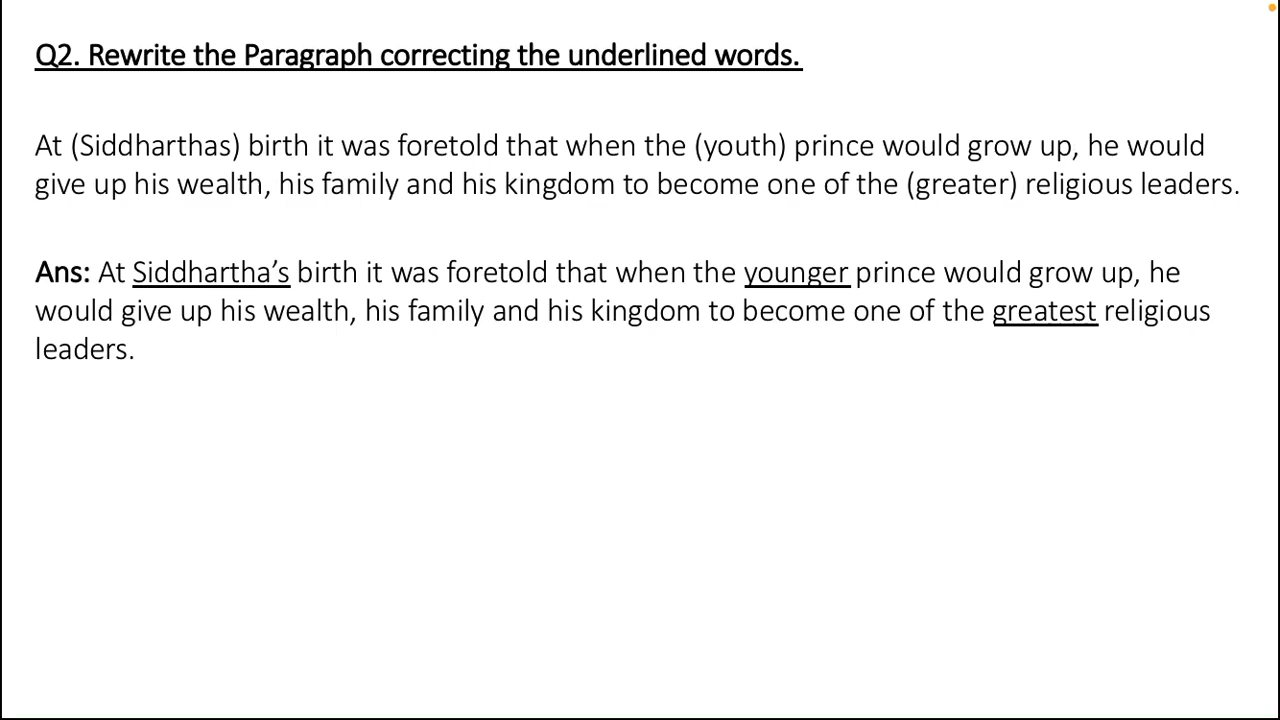 Q2. Rewrite the Paragraph correcting the underlined words.
At (Siddharthas) birth it was foretold that when the (youth) prince would grow up, he would
give up his wealth, his family and his kingdom to become one of the (greater) religious leaders.
Ans: At Siddhartha’s birth it was foretold that when the younger prince would grow up, he
would give up his wealth, his family and his kingdom to become one of the greatest religious
leaders.